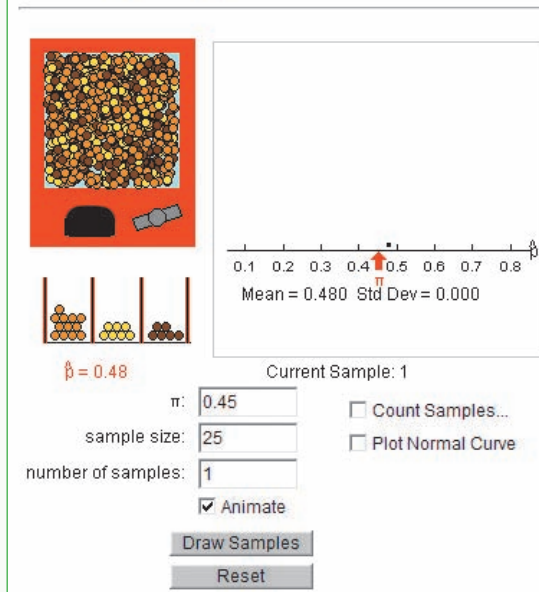 p̂
0.1 0.2 0.3 0.4 0.5 0.6 0.7 0.8
π
Mean = 0.480 Std Dev = 0.000
p̂ = 0.48
Current Sample: 1
π: 0.45
Count Samples...
sample size: 25
Plot Normal Curve
number of samples: 1
Animate
Draw Samples
Reset